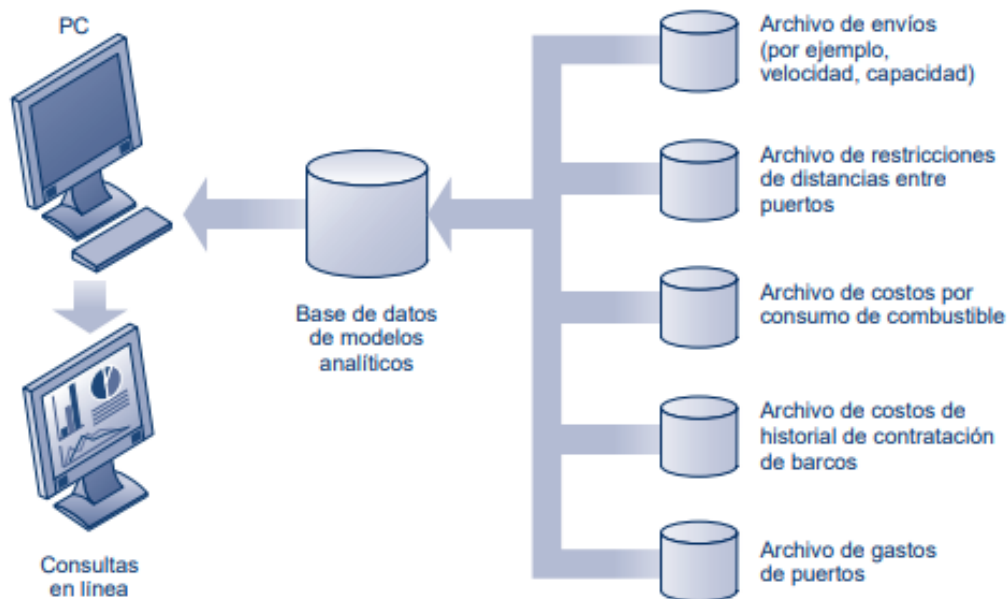 PC
Archivo de envíos
(por ejemplo,
velocidad, capacidad)
Archivo de restricciones
de distancias entre
puertos
Base de datos
de modelos
analíticos
Archivo de costos por
consumo de combustible
Archivo de costos de
historial de contratación
de barcos
Consultas
en línea
Archivo de gastos
de puertos